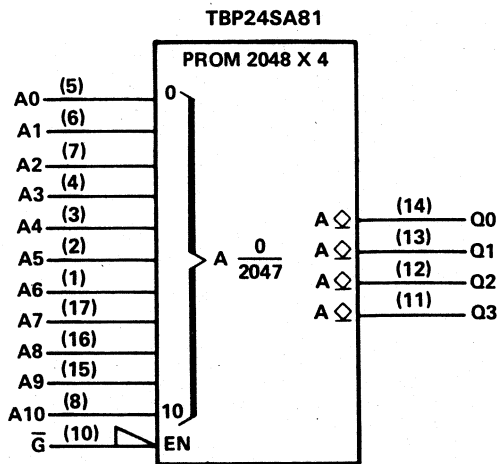 TBP24SA81
PROM 2048 X 4
A0 (5) 0
A1 (6)
A2 (7)
A3 (4)
A4 (3)
A5 (2)
A6 (1)
A7 (17)
A8 (16)
A9 (15)
A10 (8) 10
G̅ (10) EN
A 0
2047
A (14) Q0
A (13) Q1
A (12) Q2
A (11) Q3